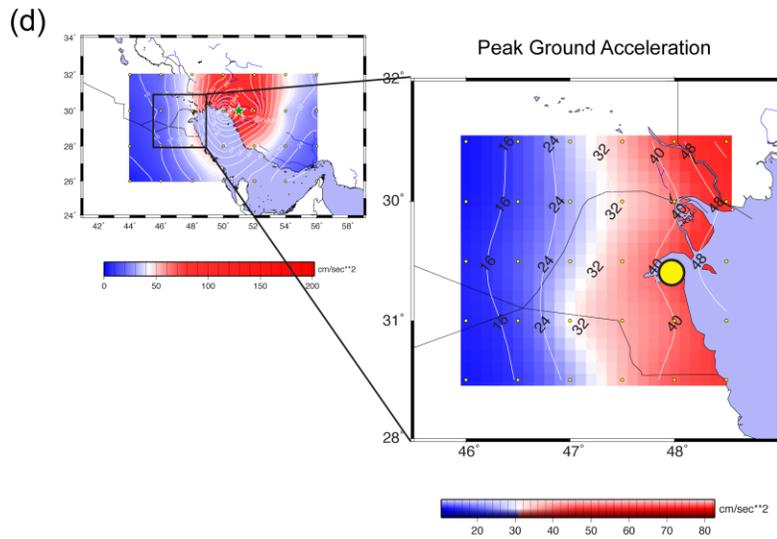 (d)
Peak Ground Acceleration
34°
32°
30°
28°
26°
24°
42° 44° 46° 48° 50° 52° 54° 56° 58°
cm/sec**2
0 50 100 150 200
32°
30°
31°
28°
16 24 32 40 48
16 24 32 40 48
16 24 32 40 48
16 24 32 40
46° 47° 48°
cm/sec**2
20 30 40 50 60 70 80